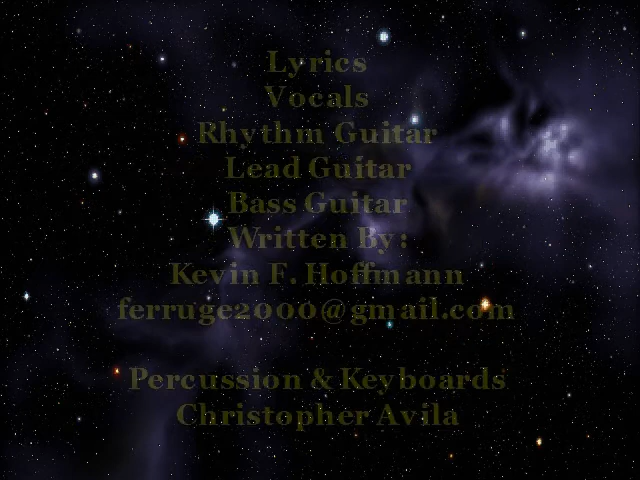 Lyrics
Vocals
Rhythm Guitar
Lead Guitar
Bass Guitar
Written By:
Kevin F. Hoffmann
ferruge2000@gmail.com
Percussion & Keyboards
Christopher Avila